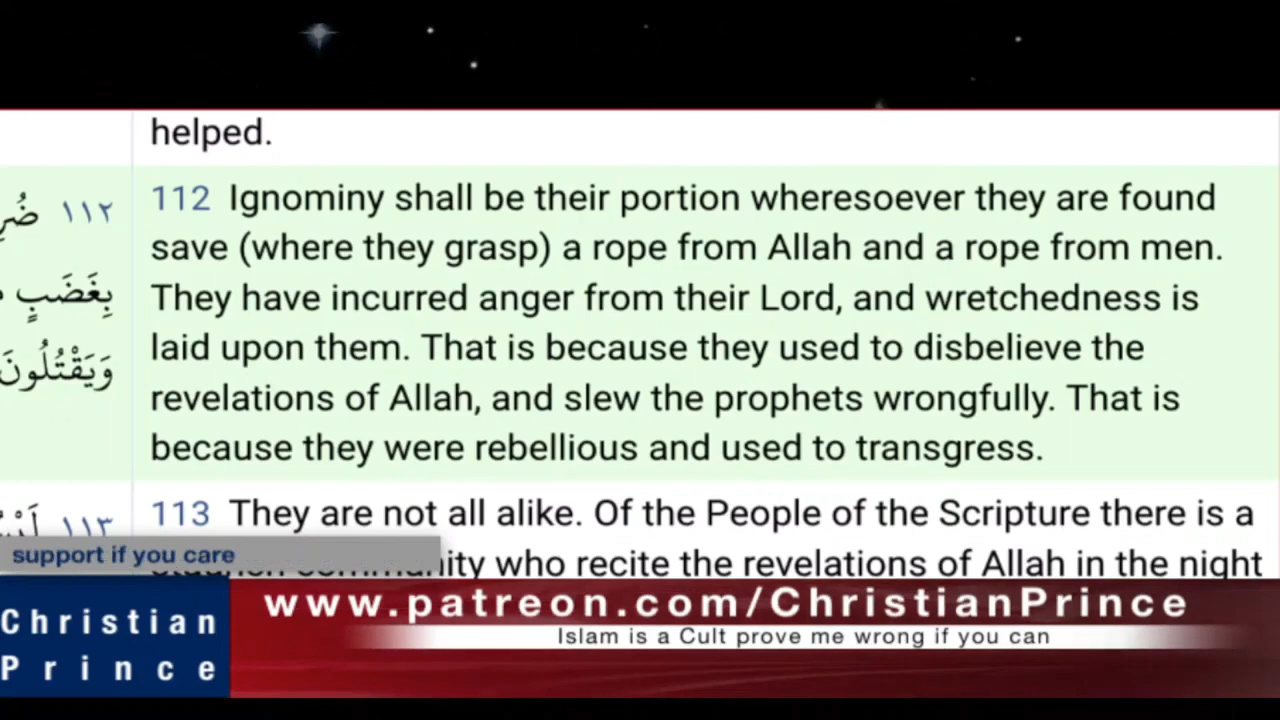 helped.
١١٢
112 Ignominy shall be their portion wheresoever they are found
save (where they grasp) a rope from Allah and a rope from men.
بِغَضَبٍ
They have incurred anger from their Lord, and wretchedness is
laid upon them. That is because they used to disbelieve the
وَيَقْتُلُونَ
revelations of Allah, and slew the prophets wrongfully. That is
because they were rebellious and used to transgress.
١١٣
113 They are not all alike. Of the People of the Scripture there is a
support if you care
who recite the revelations of Allah in the night
www.patreon.com/ChristianPrince
Islam is a Cult prove me wrong if you can
Christian
Prince